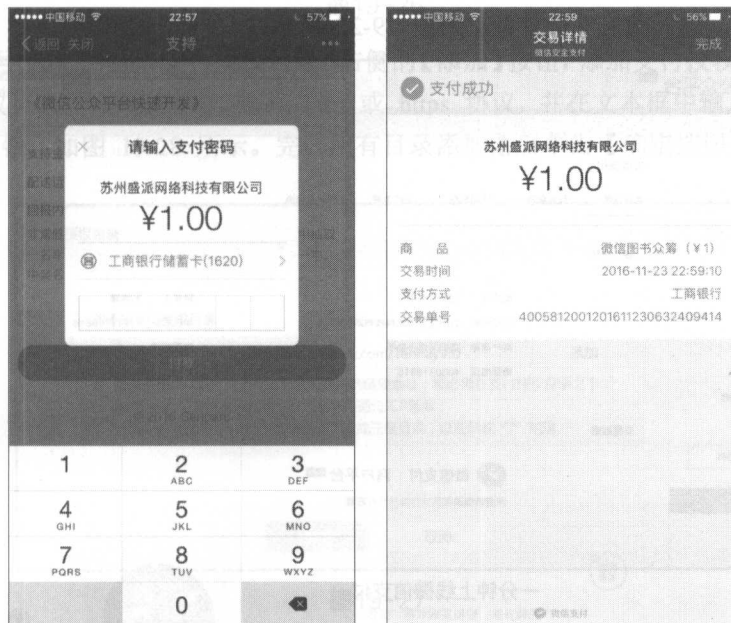 中国移动 22:57 57%
返回 关闭 支持
《微信公众平台快速开发》
× 请输入支付密码
苏州盛派网络科技有限公司
¥1.00
工商银行储蓄卡(1620) >
1 2 3
ABC DEF
4 5 6
GHI JKL MNO
7 8 9
PQRS TUV WXYZ
0
中国移动 22:59 56%
交易详情 完成
微信安全支付
支付成功
苏州盛派网络科技有限公司
¥1.00
商 品 微信图书众筹（￥1）
交易时间 2016-11-23 22:59:10
支付方式 工商银行
交易单号 4005812001201611230632409414